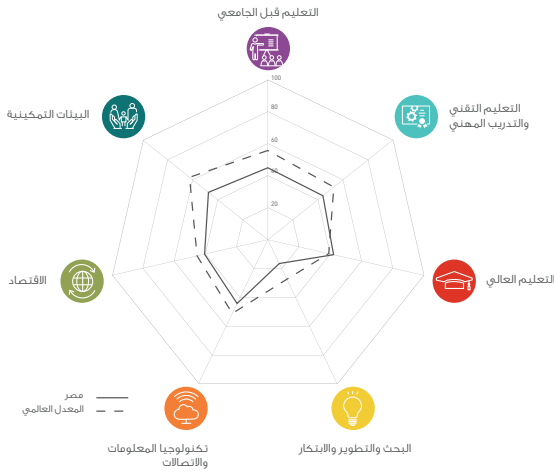 التعليم قبل الجامعي
100
80
60
40
20
التعليم التقني
والتدريب المهني
البيئات التمكينية
التعليم العالي
الاقتصاد
مصر
المعدل العالمي
البحث والتطوير والابتكار
تكنولوجيا المعلومات
والاتصالات